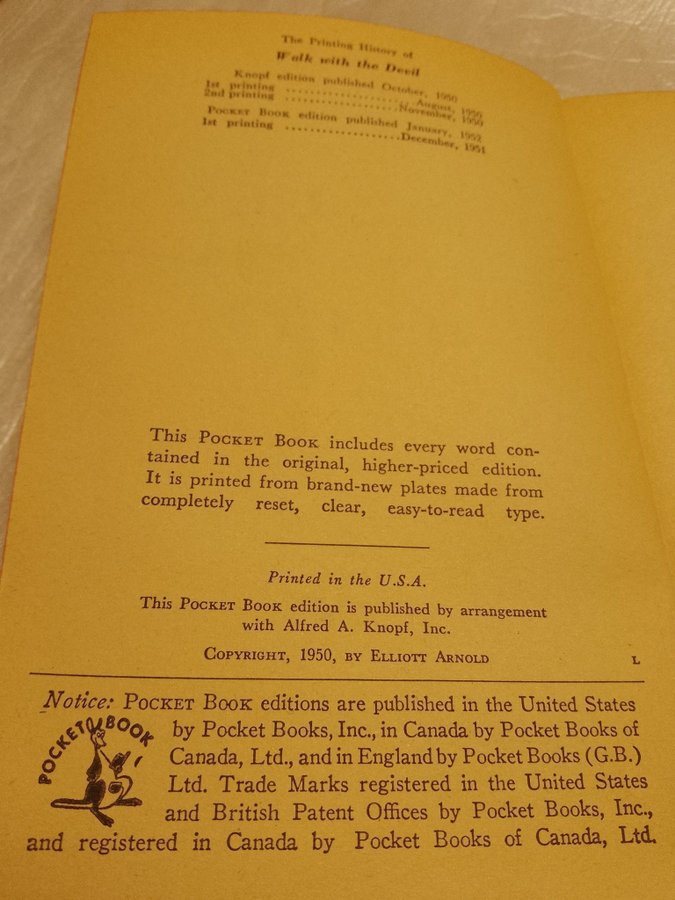 The Printing History of
Walk with the Devil
Knopf edition published October, 1950
1st printing ....................August, 1950
2nd printing ...................November, 1950
POCKET BOOK edition published January, 1952
1st printing ....................December, 1951
This POCKET BOOK includes every word con-
tained in the original, higher-priced edition.
It is printed from brand-new plates made from
completely reset, clear, easy-to-read type.
Printed in the U.S.A.
This POCKET BOOK edition is published by arrangement
with Alfred A. Knopf, Inc.
COPYRIGHT, 1950, BY ELLIOTT ARNOLD
L
Notice: POCKET BOOK editions are published in the United States
by Pocket Books, Inc., in Canada by Pocket Books of
Canada, Ltd., and in England by Pocket Books (G.B.)
Ltd. Trade Marks registered in the United States
and British Patent Offices by Pocket Books, Inc.,
and registered in Canada by Pocket Books of Canada, Ltd.
POCKET BOOK